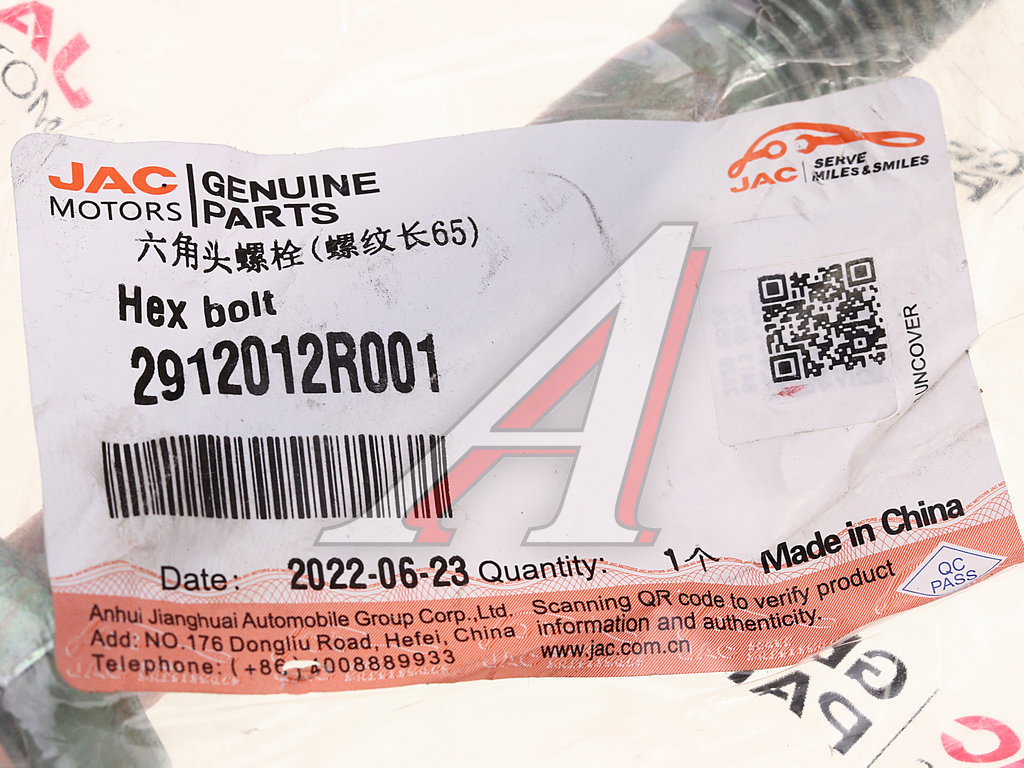 JAC MOTORS GENUINE PARTS
JAC SERVE MILES & SMILES
六角头螺栓(螺纹长65)
Hex bolt
2912012R001
UNCOVER
Date: 2022-06-23 Quantity: 1个 Made in China
Anhui Jianghuai Automobile Group Corp.,Ltd.
Add: NO.176 Dongliu Road, Hefei, China
Telephone: (+86)4008889933
Scanning QR code to verify product
information and authenticity.
www.jac.com.cn
QC
PASS